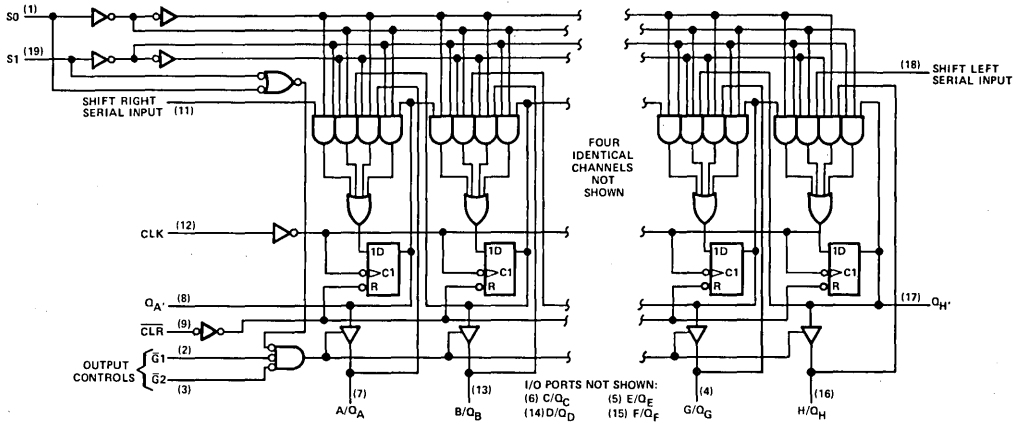 S0 (1)
S1 (19)
(18) SHIFT LEFT
SERIAL INPUT
SHIFT RIGHT
SERIAL INPUT (11)
FOUR
IDENTICAL
CHANNELS
NOT
SHOWN
CLK (12)
1D
C1
R
1D
C1
R
1D
C1
R
1D
C1
R
QA' (8)
(17) QH'
CLR (9)
OUTPUT
CONTROLS
G1 (2)
G2 (3)
(7)
A/QA
(13)
B/QB
I/O PORTS NOT SHOWN:
(6) C/QC (5) E/QE
(14) D/QD (15) F/QF
(4)
G/QG
(16)
H/QH